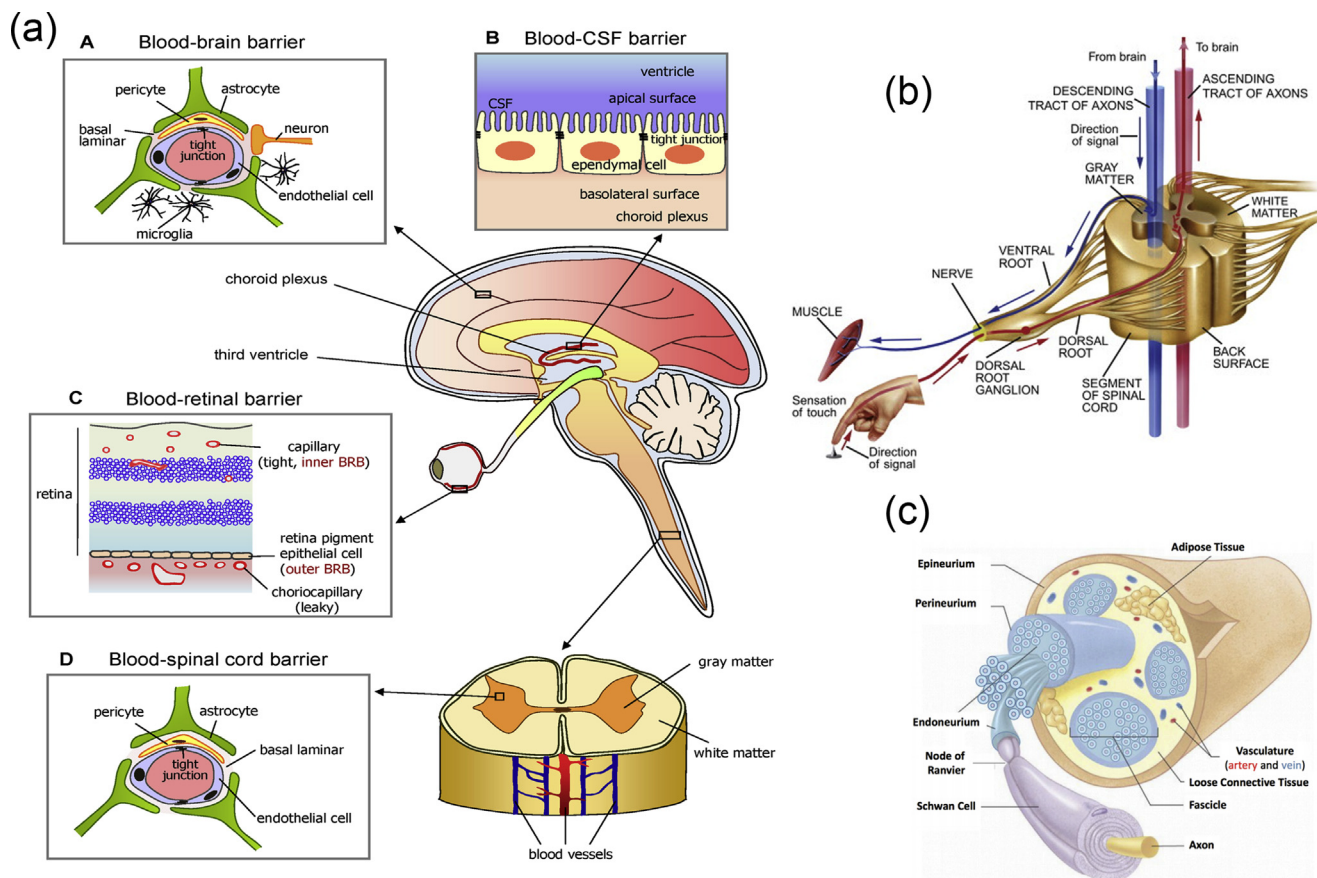 (a)
A Blood-brain barrier
pericyte
astrocyte
basal
laminar
neuron
tight
junction
endothelial cell
microglia
B Blood-CSF barrier
ventricle
CSF
apical surface
tight junction
ependymal cell
basolateral surface
choroid plexus
choroid plexus
third ventricle
C Blood-retinal barrier
retina
capillary
(tight, inner BRB)
retina pigment
epithelial cell
(outer BRB)
choriocapillary
(leaky)
D Blood-spinal cord barrier
pericyte
astrocyte
basal laminar
tight
junction
endothelial cell
gray matter
white matter
blood vessels
(b)
From brain
To brain
DESCENDING
TRACT OF AXONS
ASCENDING
TRACT OF AXONS
Direction
of signal
GRAY
MATTER
WHITE
MATTER
VENTRAL
ROOT
NERVE
MUSCLE
DORSAL
ROOT
DORSAL
ROOT
GANGLION
BACK
SURFACE
SEGMENT
OF SPINAL
CORD
Sensation
of touch
Direction
of signal
(c)
Adipose Tissue
Epineurium
Perineurium
Endoneurium
Node of
Ranvier
Vasculature
(artery and vein)
Loose Connective Tissue
Schwan Cell
Fascicle
Axon